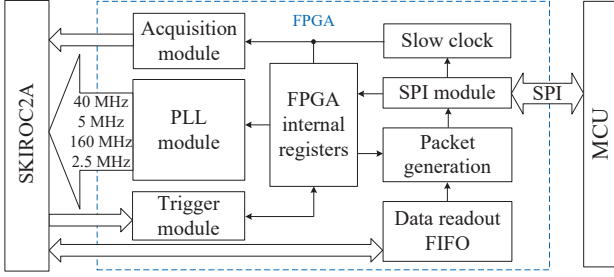 FPGA
SKIROC2A
Acquisition
module
Slow clock
40 MHz
5 MHz
160 MHz
2.5 MHz
PLL
module
FPGA
internal
registers
SPI module
SPI
MCU
Packet
generation
Trigger
module
Data readout
FIFO